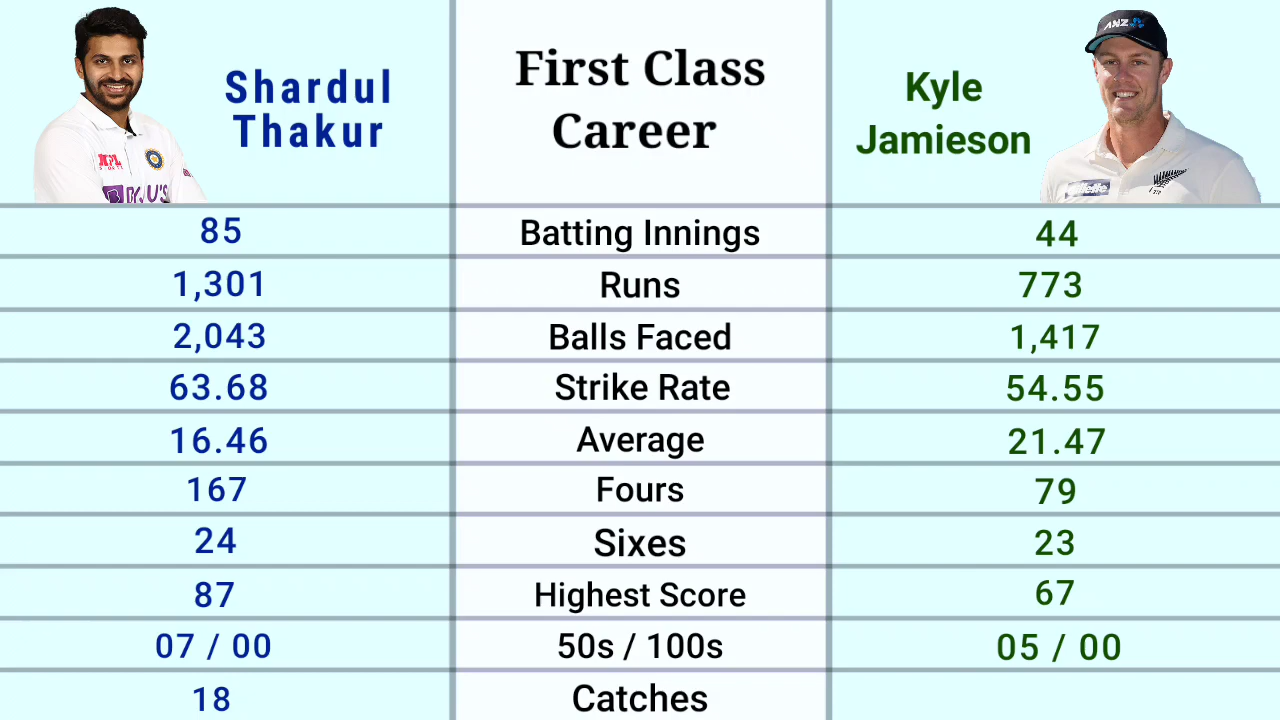 Shardul
Thakur
First Class
Career
Kyle
Jamieson
ANZ
85 Batting Innings 44
1,301 Runs 773
2,043 Balls Faced 1,417
63.68 Strike Rate 54.55
16.46 Average 21.47
167 Fours 79
24 Sixes 23
87 Highest Score 67
07 / 00 50s / 100s 05 / 00
18 Catches